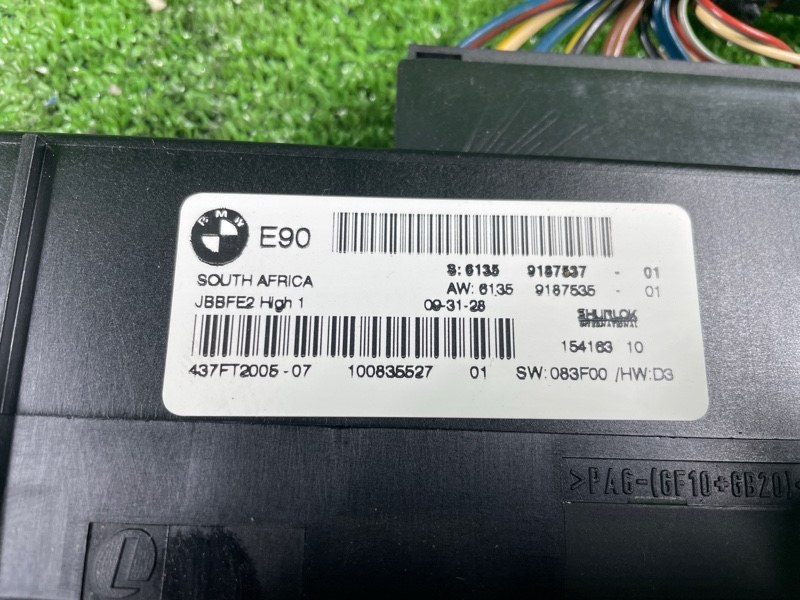 BMW
E90
S: 6135 9187537 - 01
SOUTH AFRICA
AW: 6135 9187535 - 01
JBBFE2 High 1 09-31-28
SHURLOK
INTERNATIONAL
154163 10
437FT2005-07 100835527 01 SW:083F00 /HW:D3
>PA6-(GF10+GB20)<
L